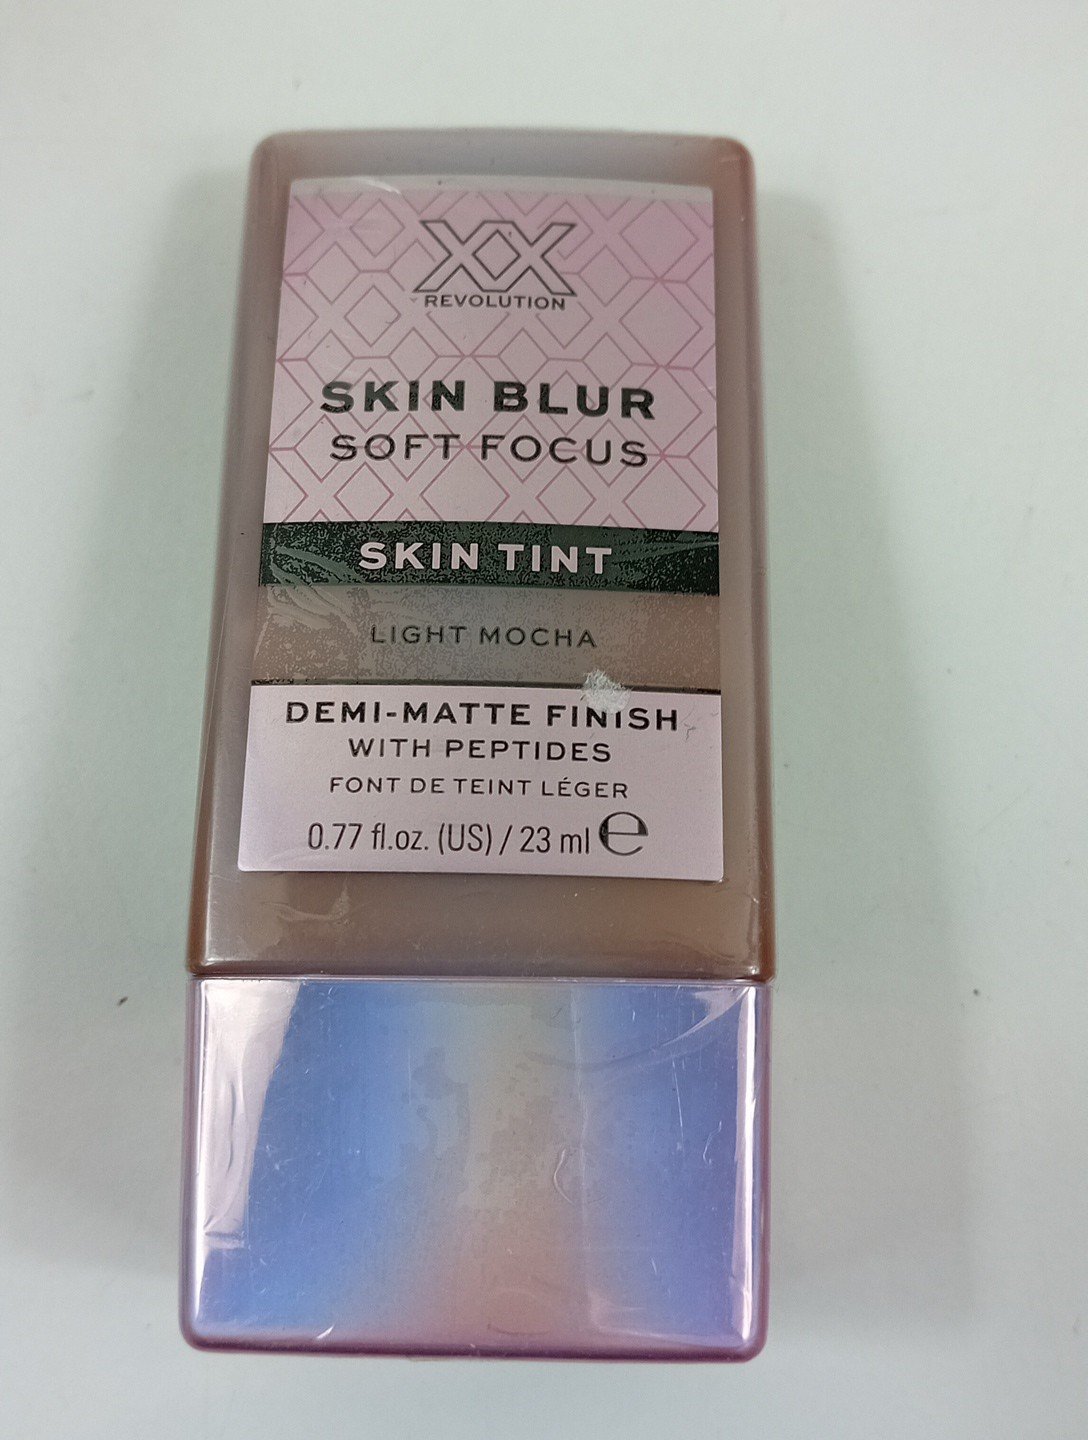 XX
REVOLUTION
SKIN BLUR
SOFT FOCUS
SKIN TINT
LIGHT MOCHA
DEMI-MATTE FINISH
WITH PEPTIDES
FONT DE TEINT LÉGER
0.77 fl.oz. (US) / 23 ml ℮